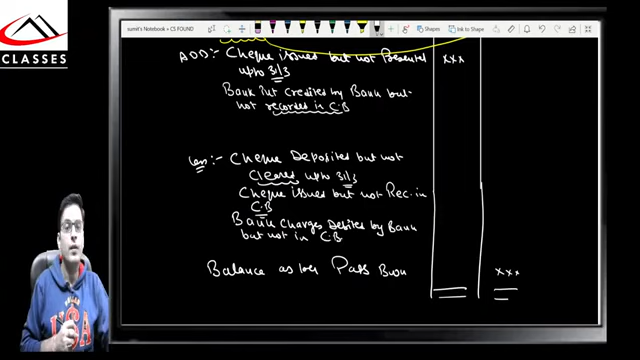 sumit's Notebook » CS FOUND
Shapes
Ink to Shape
CLASSES
ADD:- Cheque issued but not Presented xxx
upto 31/3
Bank Int credited by Bank but
not recorded in C.B
Less:- Cheque Deposited but not
cleared upto 31/3
Cheque issued but not Rec. in
C.B
Bank Charges Debited by Bank
but not in C.B
Balance as per Pass Book xxx
USA